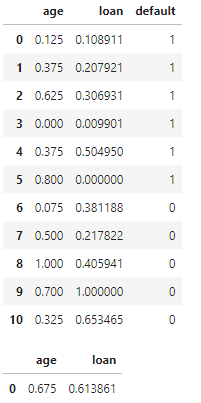 age loan default
0 0.125 0.108911 1
1 0.375 0.207921 1
2 0.625 0.306931 1
3 0.000 0.009901 1
4 0.375 0.504950 1
5 0.800 0.000000 1
6 0.075 0.381188 0
7 0.500 0.217822 0
8 1.000 0.405941 0
9 0.700 1.000000 0
10 0.325 0.653465 0
age loan
0 0.675 0.613861